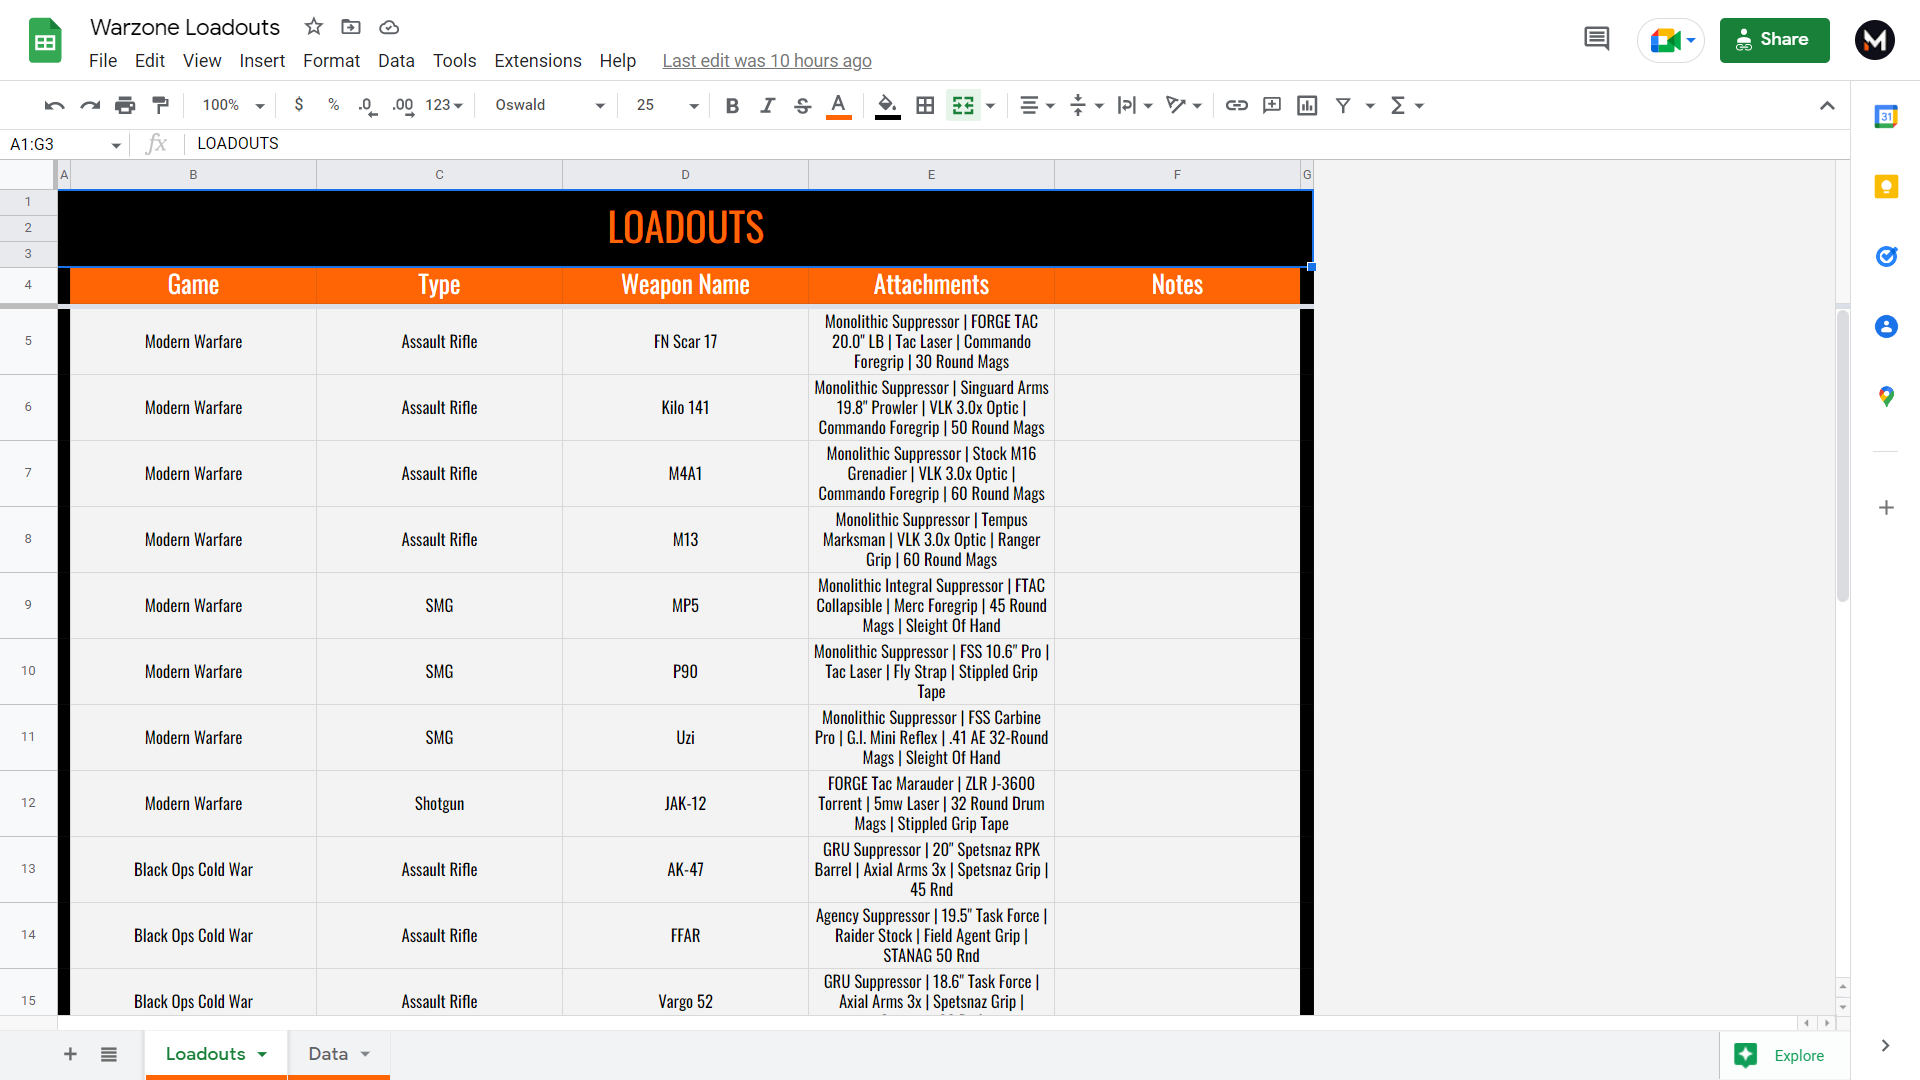 Warzone Loadouts
File Edit View Insert Format Data Tools Extensions Help Last edit was 10 hours ago
Share
100% $ % .0 .00 123 Oswald 25 B I S A
31
A1:G3 fx LOADOUTS
A B C D E F G
1
2 LOADOUTS
3
4 Game Type Weapon Name Attachments Notes
Monolithic Suppressor | FORGE TAC
5 Modern Warfare Assault Rifle FN Scar 17 20.0" LB | Tac Laser | Commando
Foregrip | 30 Round Mags
Monolithic Suppressor | Singuard Arms
6 Modern Warfare Assault Rifle Kilo 141 19.8" Prowler | VLK 3.0x Optic |
Commando Foregrip | 50 Round Mags
Monolithic Suppressor | Stock M16
7 Modern Warfare Assault Rifle M4A1 Grenadier | VLK 3.0x Optic |
Commando Foregrip | 60 Round Mags
Monolithic Suppressor | Tempus
8 Modern Warfare Assault Rifle M13 Marksman | VLK 3.0x Optic | Ranger
Grip | 60 Round Mags
Monolithic Integral Suppressor | FTAC
9 Modern Warfare SMG MP5 Collapsible | Merc Foregrip | 45 Round
Mags | Sleight Of Hand
Monolithic Suppressor | FSS 10.6" Pro |
10 Modern Warfare SMG P90 Tac Laser | Fly Strap | Stippled Grip
Tape
Monolithic Suppressor | FSS Carbine
11 Modern Warfare SMG Uzi Pro | G.I. Mini Reflex | .41 AE 32-Round
Mags | Sleight Of Hand
FORGE Tac Marauder | ZLR J-3600
12 Modern Warfare Shotgun JAK-12 Torrent | 5mw Laser | 32 Round Drum
Mags | Stippled Grip Tape
GRU Suppressor | 20" Spetsnaz RPK
13 Black Ops Cold War Assault Rifle AK-47 Barrel | Axial Arms 3x | Spetsnaz Grip |
45 Rnd
Agency Suppressor | 19.5" Task Force |
14 Black Ops Cold War Assault Rifle FFAR Raider Stock | Field Agent Grip |
STANAG 50 Rnd
GRU Suppressor | 18.6" Task Force |
15 Black Ops Cold War Assault Rifle Vargo 52 Axial Arms 3x | Spetsnaz Grip |
Loadouts Data Explore